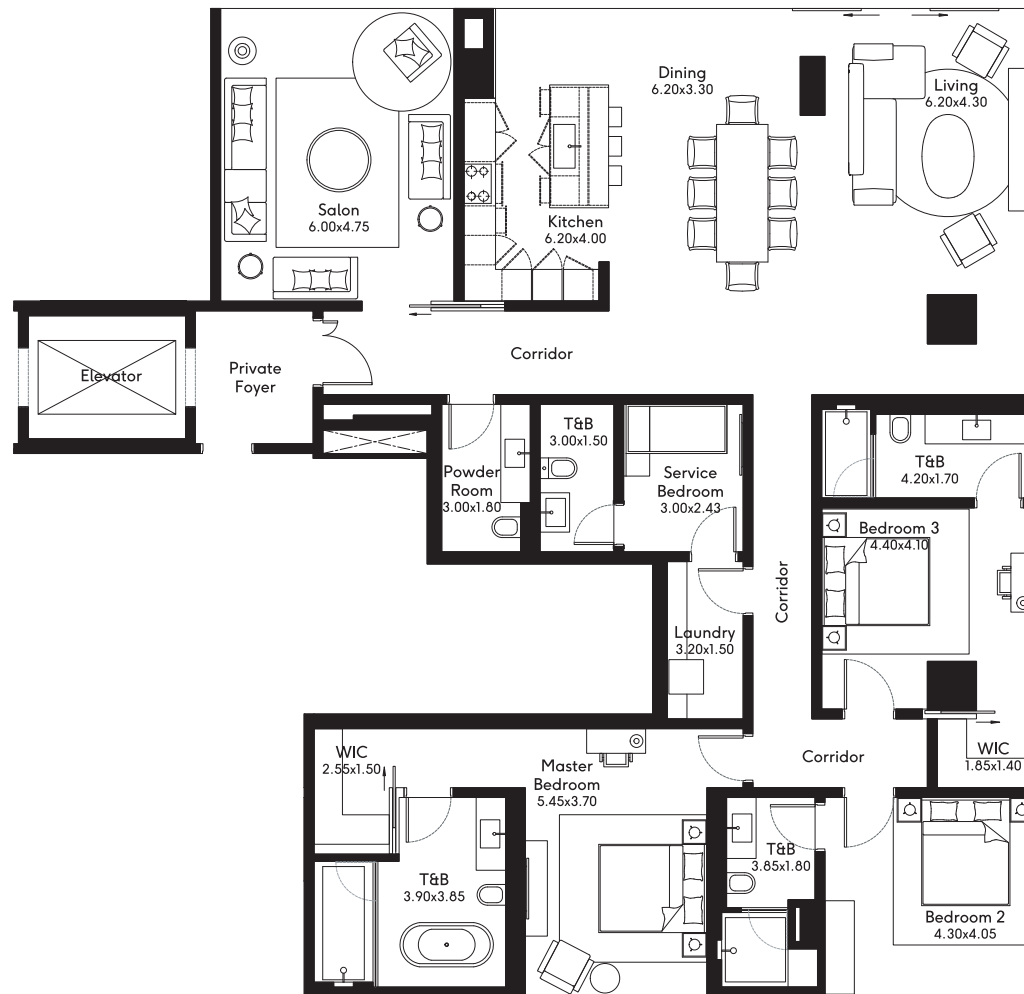 Dining
6.20x3.30
Living
6.20x4.30
Salon
6.00x4.75
Kitchen
6.20x4.00
Elevator
Private
Foyer
Corridor
T&B
3.00x1.50
Powder
Room
3.00x1.80
Service
Bedroom
3.00x2.43
T&B
4.20x1.70
Bedroom 3
4.40x4.10
Corridor
Laundry
3.20x1.50
WIC
2.55x1.50
Master
Bedroom
5.45x3.70
Corridor
WIC
1.85x1.40
T&B
3.90x3.85
T&B
3.85x1.80
Bedroom 2
4.30x4.05